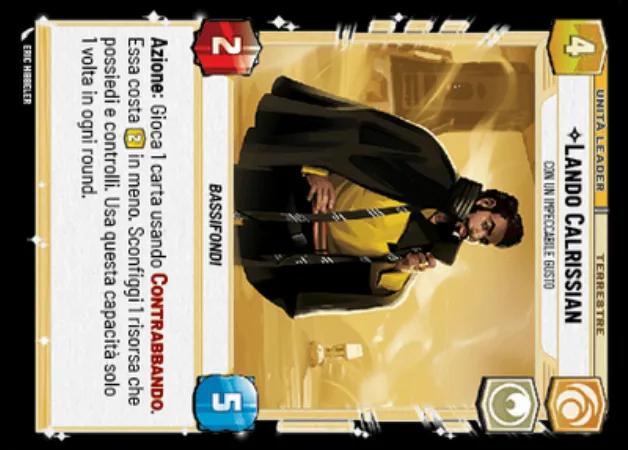 4
UNITÀ LEADER
TERRESTRE
LANDO CALRISSIAN
CON UN IMPECCABILE GUSTO
2
BASSIFONDI
5
Azione: Gioca 1 carta usando CONTRABBANDO.
Essa costa 2 in meno. Sconfiggi 1 risorsa che
possiedi e controlli. Usa questa capacità solo
1 volta in ogni round.
ERIC HIBBELER